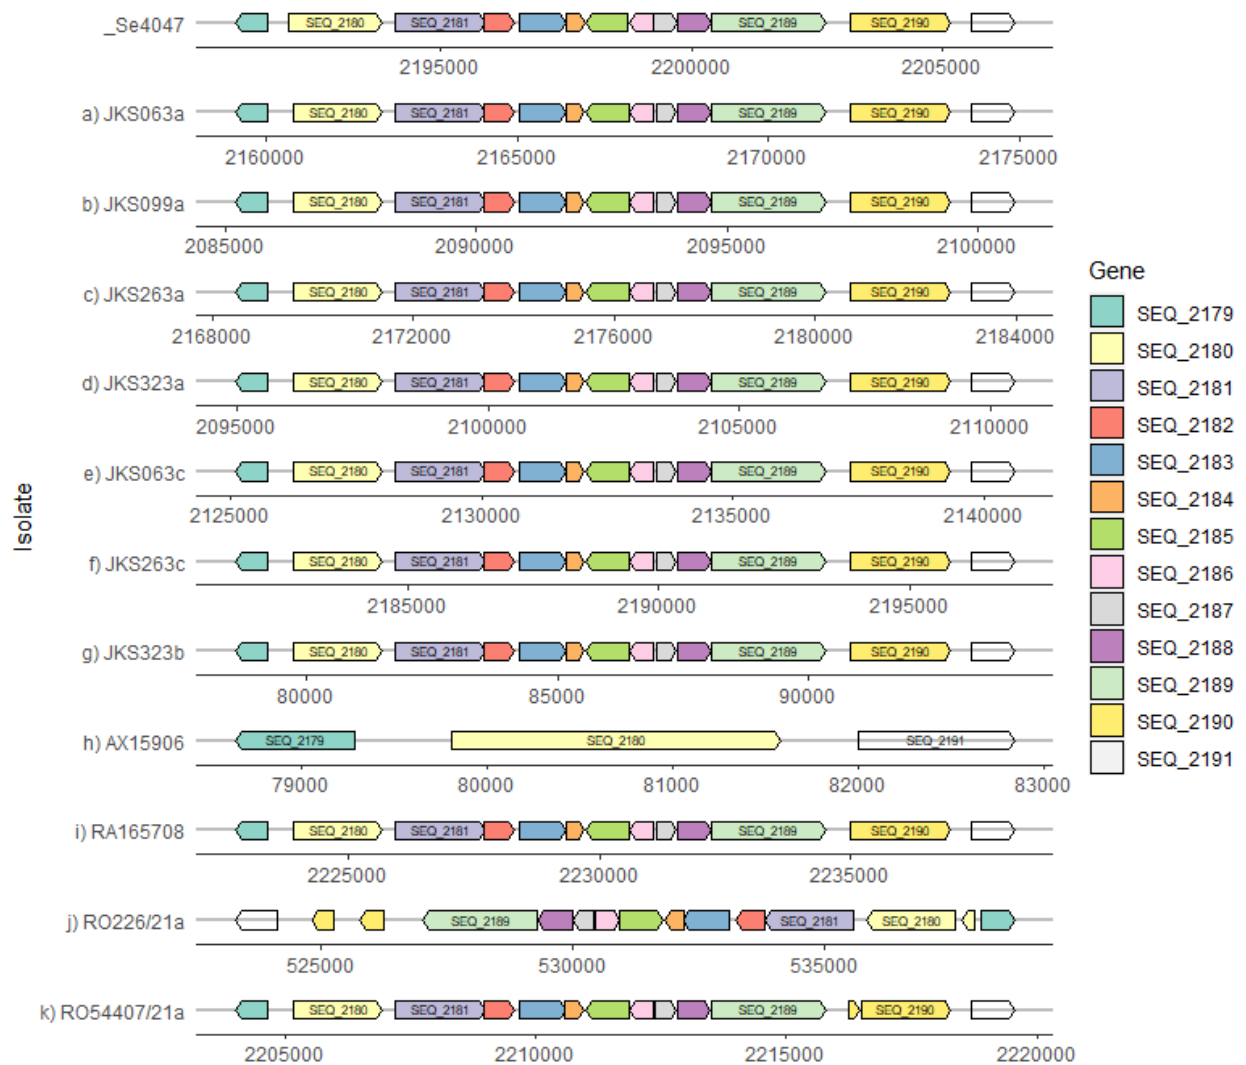 _Se4047
SEQ_2180 SEQ_2181 SEQ_2189 SEQ_2190
2195000 2200000 2205000
a) JKS063a
SEQ_2180 SEQ_2181 SEQ_2189 SEQ_2190
2160000 2165000 2170000 2175000
b) JKS099a
SEQ_2180 SEQ_2181 SEQ_2189 SEQ_2190
2085000 2090000 2095000 2100000
c) JKS263a
SEQ_2180 SEQ_2181 SEQ_2189 SEQ_2190
2168000 2172000 2176000 2180000 2184000
d) JKS323a
SEQ_2180 SEQ_2181 SEQ_2189 SEQ_2190
2095000 2100000 2105000 2110000
e) JKS063c
SEQ_2180 SEQ_2181 SEQ_2189 SEQ_2190
2125000 2130000 2135000 2140000
f) JKS263c
SEQ_2180 SEQ_2181 SEQ_2189 SEQ_2190
2185000 2190000 2195000
g) JKS323b
SEQ_2180 SEQ_2181 SEQ_2189 SEQ_2190
80000 85000 90000
h) AX15906
SEQ_2179 SEQ_2180 SEQ_2191
79000 80000 81000 82000 83000
i) RA165708
SEQ_2180 SEQ_2181 SEQ_2189 SEQ_2190
2225000 2230000 2235000
j) RO226/21a
SEQ_2189 SEQ_2181 SEQ_2180
525000 530000 535000
k) RO54407/21a
SEQ_2180 SEQ_2181 SEQ_2189 SEQ_2190
2205000 2210000 2215000 2220000
Isolate
Gene
SEQ_2179
SEQ_2180
SEQ_2181
SEQ_2182
SEQ_2183
SEQ_2184
SEQ_2185
SEQ_2186
SEQ_2187
SEQ_2188
SEQ_2189
SEQ_2190
SEQ_2191